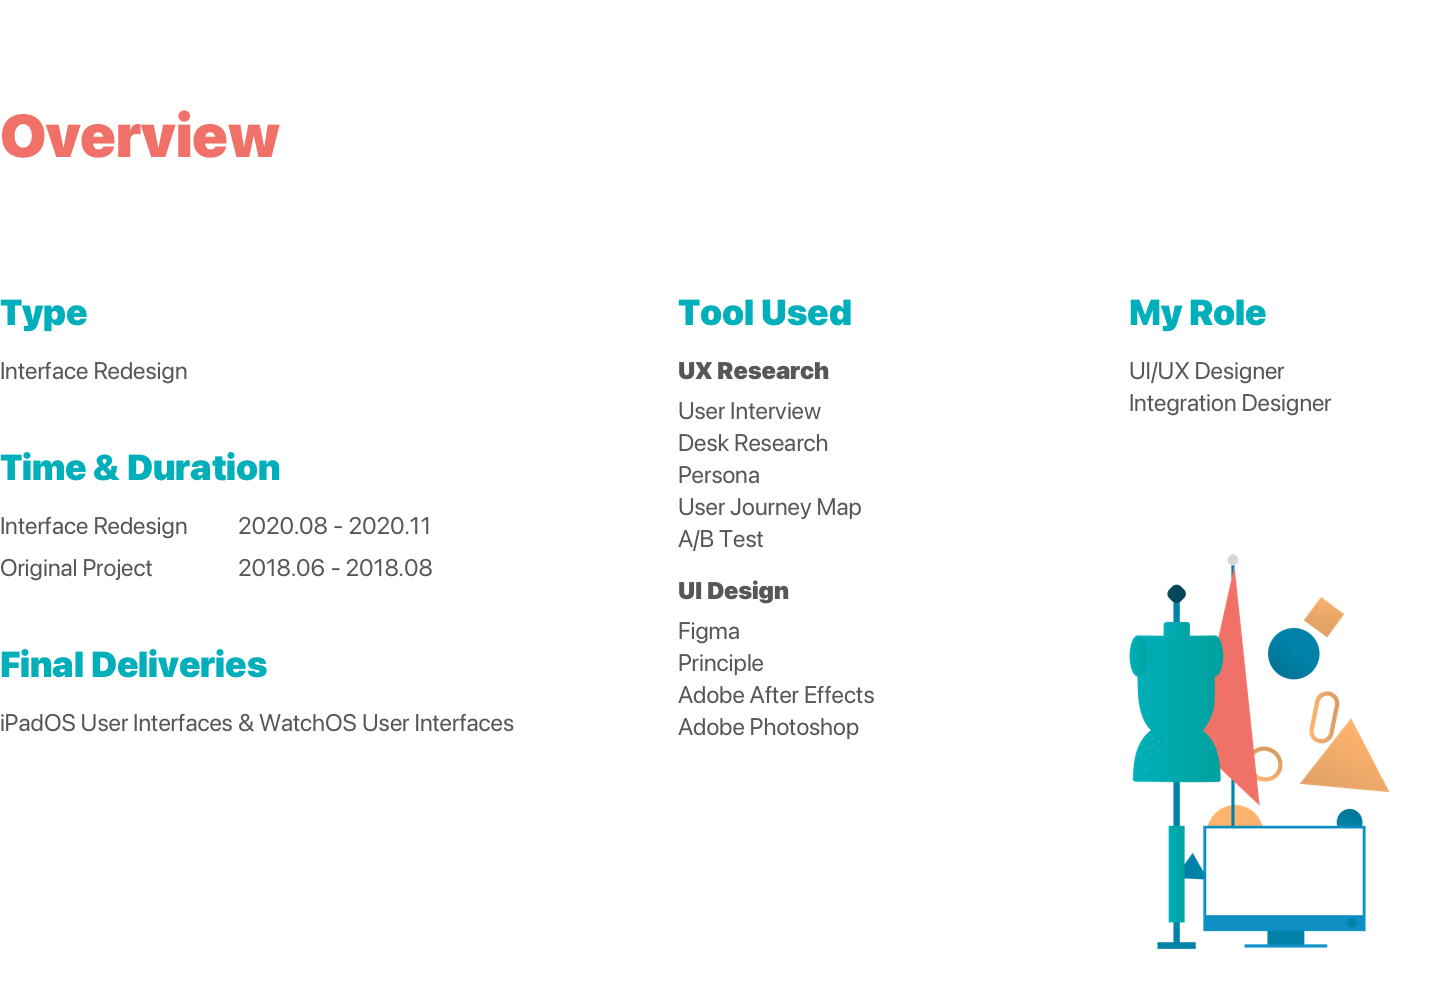 Overview
Type
Interface Redesign
Time & Duration
Interface Redesign 2020.08 - 2020.11
Original Project 2018.06 - 2018.08
Final Deliveries
iPadOS User Interfaces & WatchOS User Interfaces
Tool Used
UX Research
User Interview
Desk Research
Persona
User Journey Map
A/B Test
UI Design
Figma
Principle
Adobe After Effects
Adobe Photoshop
My Role
UI/UX Designer
Integration Designer